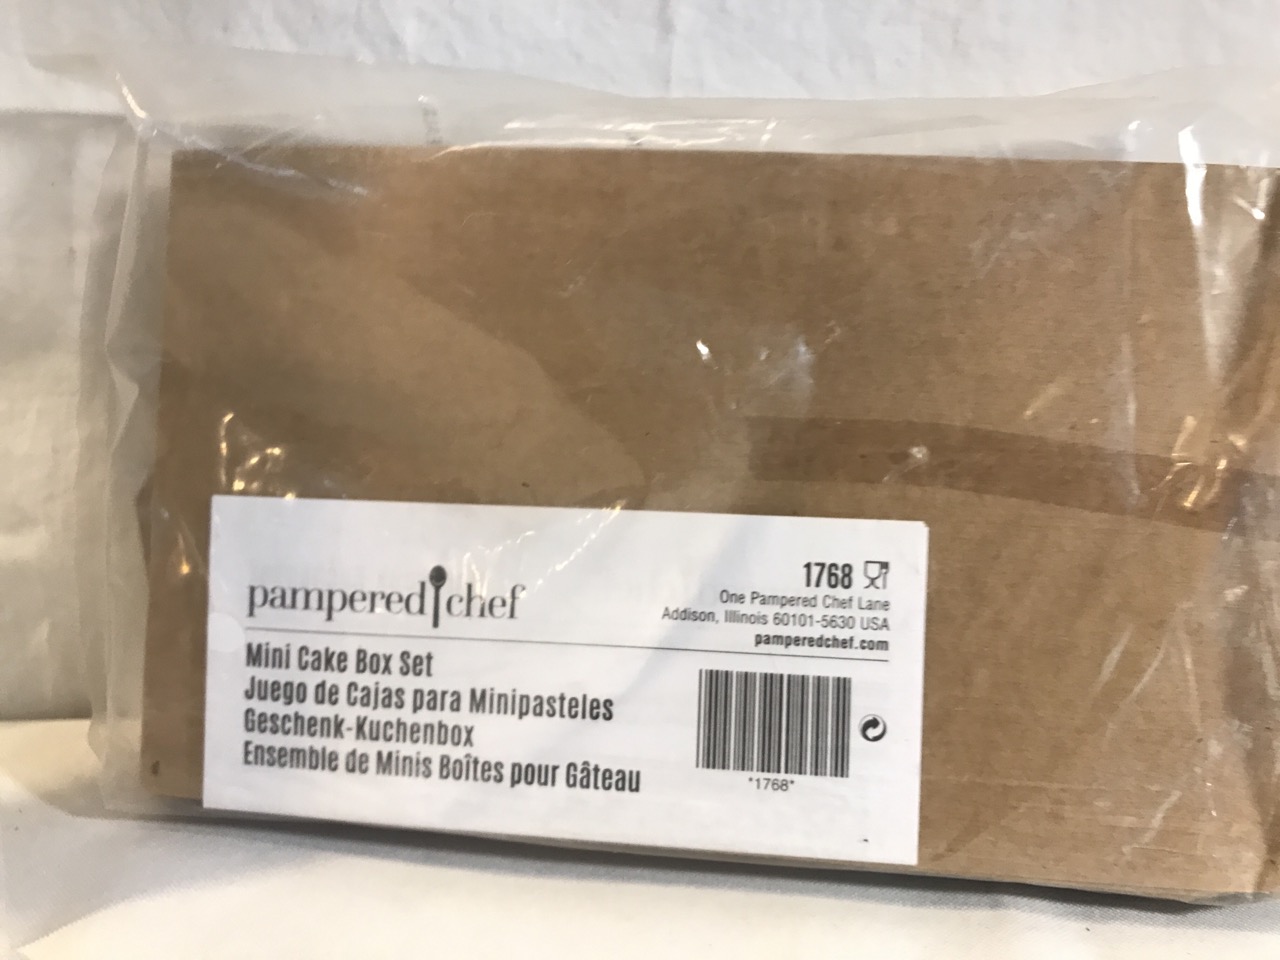 pampered chef
1768
One Pampered Chef Lane
Addison, Illinois 60101-5630 USA
pamperedchef.com
Mini Cake Box Set
Juego de Cajas para Minipasteles
Geschenk-Kuchenbox
Ensemble de Minis Boîtes pour Gâteau
*1768*